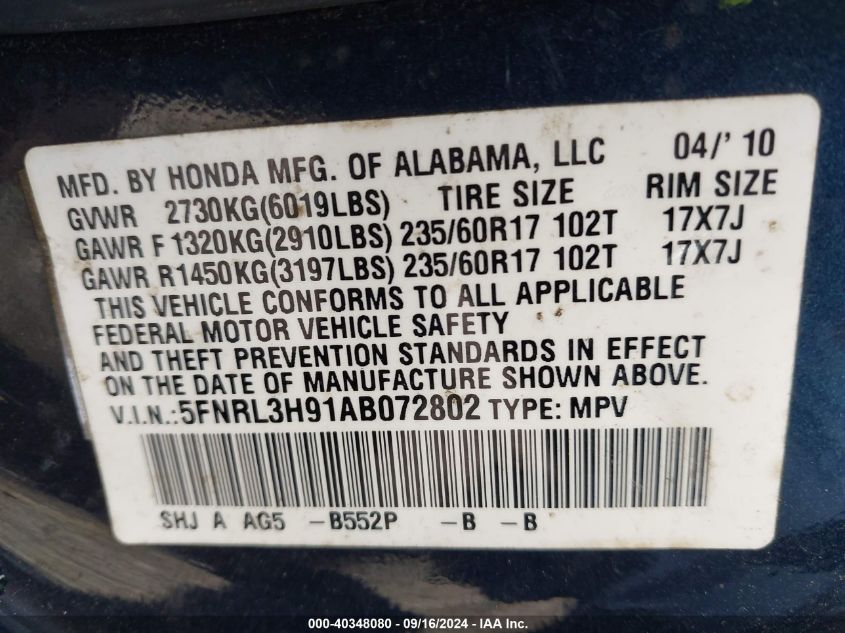 MFD. BY HONDA MFG. OF ALABAMA, LLC 04/' 10
GVWR 2730KG(6019LBS) TIRE SIZE RIM SIZE
GAWR F 1320KG(2910LBS) 235/60R17 102T 17X7J
GAWR R1450KG(3197LBS) 235/60R17 102T 17X7J
THIS VEHICLE CONFORMS TO ALL APPLICABLE
FEDERAL MOTOR VEHICLE SAFETY
AND THEFT PREVENTION STANDARDS IN EFFECT
ON THE DATE OF MANUFACTURE SHOWN ABOVE.
V.I.N.:5FNRL3H91AB072802 TYPE: MPV
SHJ A AG5 -B552P -B -B
000-40348080 - 09/16/2024 - IAA Inc.